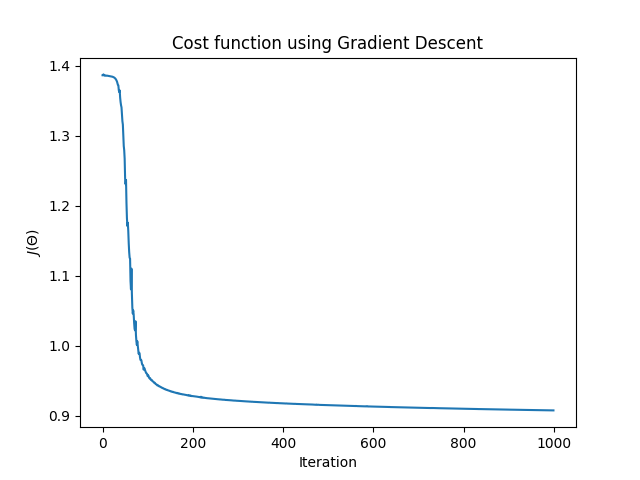 Cost function using Gradient Descent
1.4
1.3
1.2
1.1
1.0
0.9
J(Θ)
0 200 400 600 800 1000
Iteration